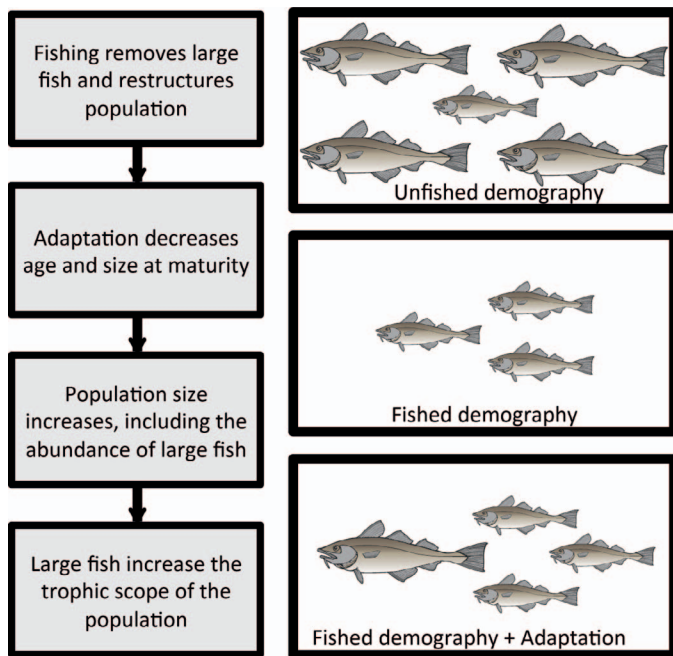 Fishing removes large
fish and restructures
population
Adaptation decreases
age and size at maturity
Population size
increases, including the
abundance of large fish
Large fish increase the
trophic scope of the
population
Unfished demography
Fished demography
Fished demography + Adaptation